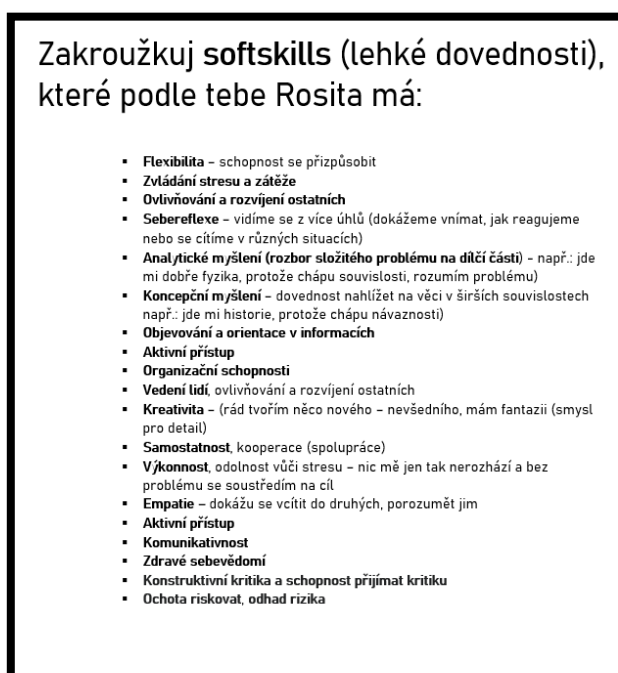 Zakroužkuj softskills (lehké dovednosti),
které podle tebe Rosita má:
▪ Flexibilita – schopnost se přizpůsobit
▪ Zvládání stresu a zátěže
▪ Ovlivňování a rozvíjení ostatních
▪ Sebereflexe – vidíme se z více úhlů (dokážeme vnímat, jak reagujeme
nebo se cítíme v různých situacích)
▪ Analytické myšlení (rozbor složitého problému na dílčí části) - např.: jde
mi dobře fyzika, protože chápu souvislosti, rozumím problému)
▪ Koncepční myšlení – dovednost nahlížet na věci v širších souvislostech
např.: jde mi historie, protože chápu návaznosti)
▪ Objevování a orientace v informacích
▪ Aktivní přístup
▪ Organizační schopnosti
▪ Vedení lidí, ovlivňování a rozvíjení ostatních
▪ Kreativita – (rád tvořím něco nového – nevšedního, mám fantazii (smysl
pro detail)
▪ Samostatnost, kooperace (spolupráce)
▪ Výkonnost, odolnost vůči stresu – nic mě jen tak nerozhází a bez
problému se soustředím na cíl
▪ Empatie – dokážu se vcítit do druhých, porozumět jim
▪ Aktivní přístup
▪ Komunikativnost
▪ Zdravé sebevědomí
▪ Konstruktivní kritika a schopnost přijímat kritiku
▪ Ochota riskovat, odhad rizika